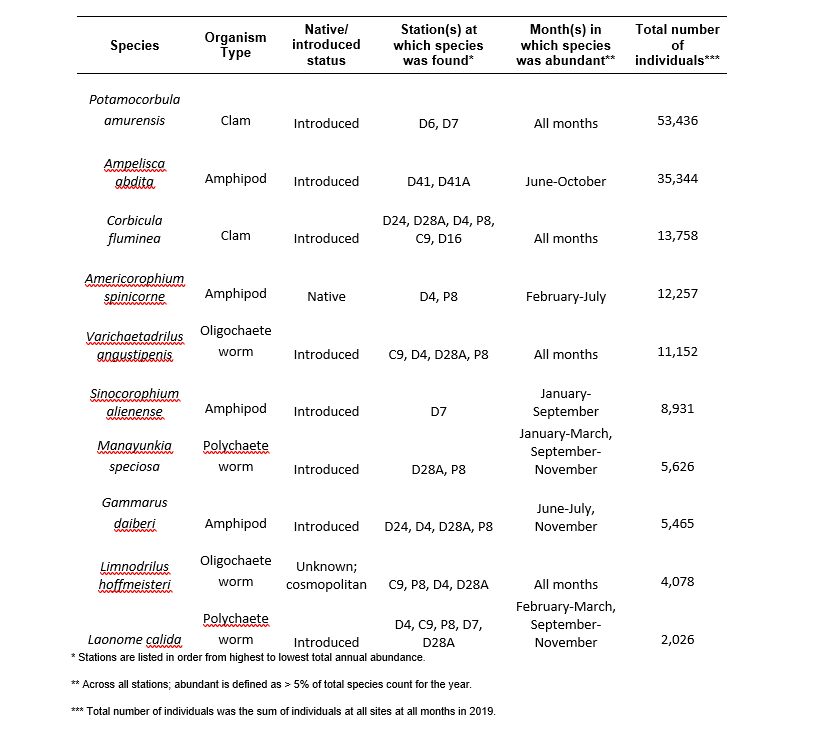 Species
Organism
Type
Native/
introduced
status
Station(s) at
which species
was found*
Month(s) in
which species
was abundant**
Total number
of
individuals***
Potamocorbula
amurensis
Clam
Introduced
D6, D7
All months
53,436
Ampelisca
abdita
Amphipod
Introduced
D41, D41A
June-October
35,344
Corbicula
fluminea
Clam
Introduced
D24, D28A, D4, P8,
C9, D16
All months
13,758
Americorophium
spinicorne
Amphipod
Native
D4, P8
February-July
12,257
Varichaetadrilus
angustipenis
Oligochaete
worm
Introduced
C9, D4, D28A, P8
All months
11,152
Sinocorophium
alienense
Amphipod
Introduced
D7
January-
September
8,931
Manayunkia
speciosa
Polychaete
worm
Introduced
D28A, P8
January-March,
September-
November
5,626
Gammarus
daiberi
Amphipod
Introduced
D24, D4, D28A, P8
June-July,
November
5,465
Limnodrilus
hoffmeisteri
Oligochaete
worm
Unknown;
cosmopolitan
C9, P8, D4, D28A
All months
4,078
Laonome calida
Polychaete
worm
Introduced
D4, C9, P8, D7,
D28A
February-March,
September-
November
2,026
* Stations are listed in order from highest to lowest total annual abundance.
** Across all stations; abundant is defined as > 5% of total species count for the year.
*** Total number of individuals was the sum of individuals at all sites at all months in 2019.